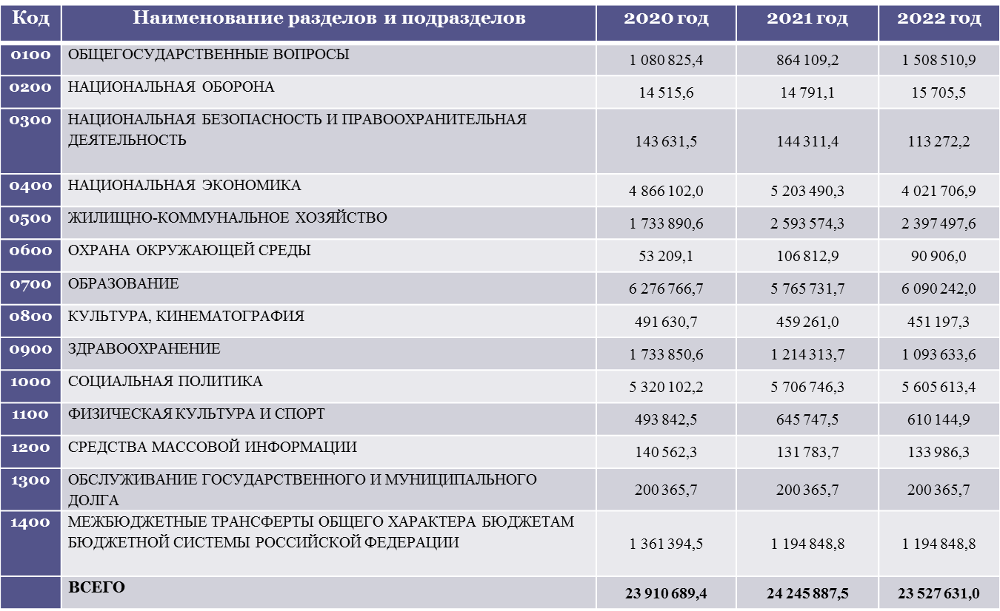 Код Наименование разделов и подразделов 2020 год 2021 год 2022 год
0100 ОБЩЕГОСУДАРСТВЕННЫЕ ВОПРОСЫ 1 080 825,4 864 109,2 1 508 510,9
0200 НАЦИОНАЛЬНАЯ ОБОРОНА 14 515,6 14 791,1 15 705,5
0300 НАЦИОНАЛЬНАЯ БЕЗОПАСНОСТЬ И ПРАВООХРАНИТЕЛЬНАЯ
ДЕЯТЕЛЬНОСТЬ 143 631,5 144 311,4 113 272,2
0400 НАЦИОНАЛЬНАЯ ЭКОНОМИКА 4 866 102,0 5 203 490,3 4 021 706,9
0500 ЖИЛИЩНО-КОММУНАЛЬНОЕ ХОЗЯЙСТВО 1 733 890,6 2 593 574,3 2 397 497,6
0600 ОХРАНА ОКРУЖАЮЩЕЙ СРЕДЫ 53 209,1 106 812,9 90 906,0
0700 ОБРАЗОВАНИЕ 6 276 766,7 5 765 731,7 6 090 242,0
0800 КУЛЬТУРА, КИНЕМАТОГРАФИЯ 491 630,7 459 261,0 451 197,3
0900 ЗДРАВООХРАНЕНИЕ 1 733 850,6 1 214 313,7 1 093 633,6
1000 СОЦИАЛЬНАЯ ПОЛИТИКА 5 320 102,2 5 706 746,3 5 605 613,4
1100 ФИЗИЧЕСКАЯ КУЛЬТУРА И СПОРТ 493 842,5 645 747,5 610 144,9
1200 СРЕДСТВА МАССОВОЙ ИНФОРМАЦИИ 140 562,3 131 783,7 133 986,3
1300 ОБСЛУЖИВАНИЕ ГОСУДАРСТВЕННОГО И МУНИЦИПАЛЬНОГО
ДОЛГА 200 365,7 200 365,7 200 365,7
1400 МЕЖБЮДЖЕТНЫЕ ТРАНСФЕРТЫ ОБЩЕГО ХАРАКТЕРА БЮДЖЕТАМ
БЮДЖЕТНОЙ СИСТЕМЫ РОССИЙСКОЙ ФЕДЕРАЦИИ 1 361 394,5 1 194 848,8 1 194 848,8
ВСЕГО 23 910 689,4 24 245 887,5 23 527 631,0